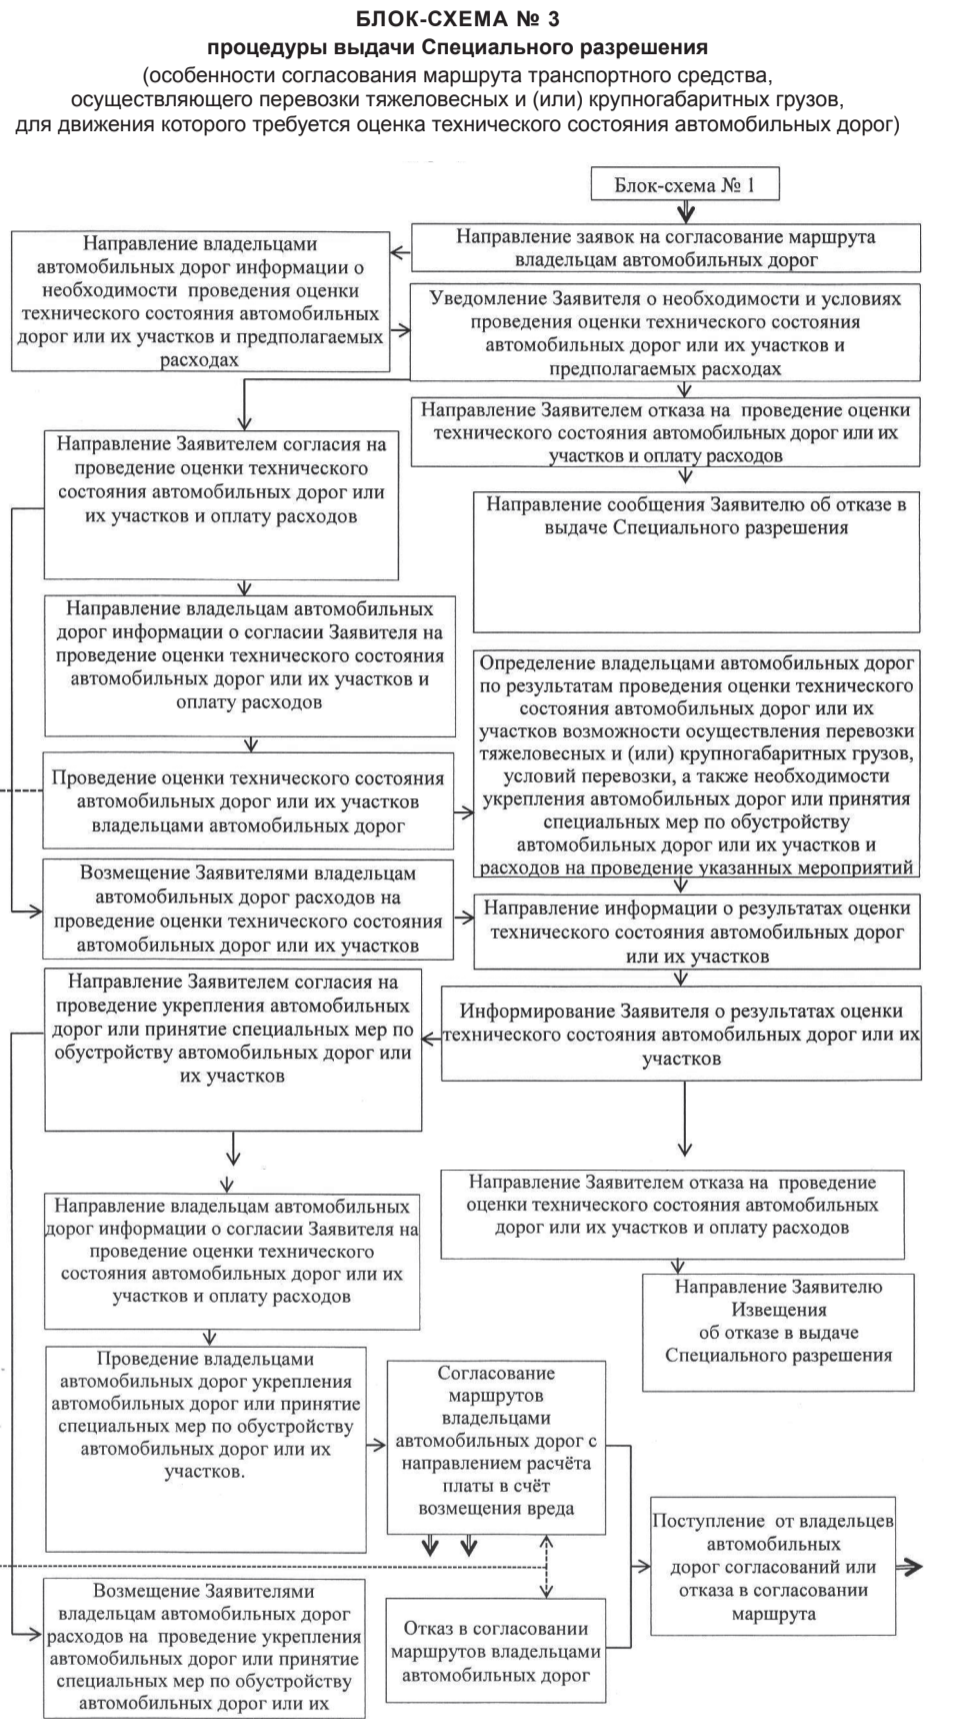 БЛОК-СХЕМА № 3
процедуры выдачи Специального разрешения
(особенности согласования маршрута транспортного средства,
осуществляющего перевозки тяжеловесных и (или) крупногабаритных грузов,
для движения которого требуется оценка технического состояния автомобильных дорог)
Блок-схема № 1
Направление заявок на согласование маршрута
владельцам автомобильных дорог
Направление владельцами
автомобильных дорог информации о
необходимости проведения оценки
технического состояния автомобильных
дорог или их участков и предполагаемых
расходах
Уведомление Заявителя о необходимости и условиях
проведения оценки технического состояния
автомобильных дорог или их участков и
предполагаемых расходах
Направление Заявителем отказа на проведение оценки
технического состояния автомобильных дорог или их
участков и оплату расходов
Направление Заявителем согласия на
проведение оценки технического
состояния автомобильных дорог или
их участков и оплату расходов
Направление сообщения Заявителю об отказе в
выдаче Специального разрешения
Направление владельцам автомобильных
дорог информации о согласии Заявителя на
проведение оценки технического состояния
автомобильных дорог или их участков и
оплату расходов
Определение владельцами автомобильных дорог
по результатам проведения оценки технического
состояния автомобильных дорог или их
участков возможности осуществления перевозки
тяжеловесных и (или) крупногабаритных грузов,
условий перевозки, а также необходимости
укрепления автомобильных дорог или принятия
специальных мер по обустройству
автомобильных дорог или их участков и
расходов на проведение указанных мероприятий
Проведение оценки технического состояния
автомобильных дорог или их участков
владельцами автомобильных дорог
Возмещение Заявителями владельцам
автомобильных дорог расходов на
проведение оценки технического состояния
автомобильных дорог или их участков
Направление информации о результатах оценки
технического состояния автомобильных дорог
или их участков
Направление Заявителем согласия на
проведение укрепления автомобильных
дорог или принятие специальных мер по
обустройству автомобильных дорог или
их участков
Информирование Заявителя о результатах оценки
технического состояния автомобильных дорог или их
участков
Направление Заявителем отказа на проведение
оценки технического состояния автомобильных
дорог или их участков и оплату расходов
Направление владельцам автомобильных
дорог информации о согласии Заявителя на
проведение оценки технического
состояния автомобильных дорог или их
участков и оплату расходов
Направление Заявителю
Извещения
об отказе в выдаче
Специального разрешения
Проведение владельцами
автомобильных дорог укрепления
автомобильных дорог или принятие
специальных мер по обустройству
автомобильных дорог или их
участков.
Согласование
маршрутов
владельцами
автомобильных дорог с
направлением расчёта
платы в счёт
возмещения вреда
Поступление от владельцев
автомобильных
дорог согласований или
отказа в согласовании
маршрута
Возмещение Заявителями
владельцам автомобильных дорог
расходов на проведение укрепления
автомобильных дорог или принятие
специальных мер по обустройству
автомобильных дорог или их
Отказ в согласовании
маршрутов владельцами
автомобильных дорог